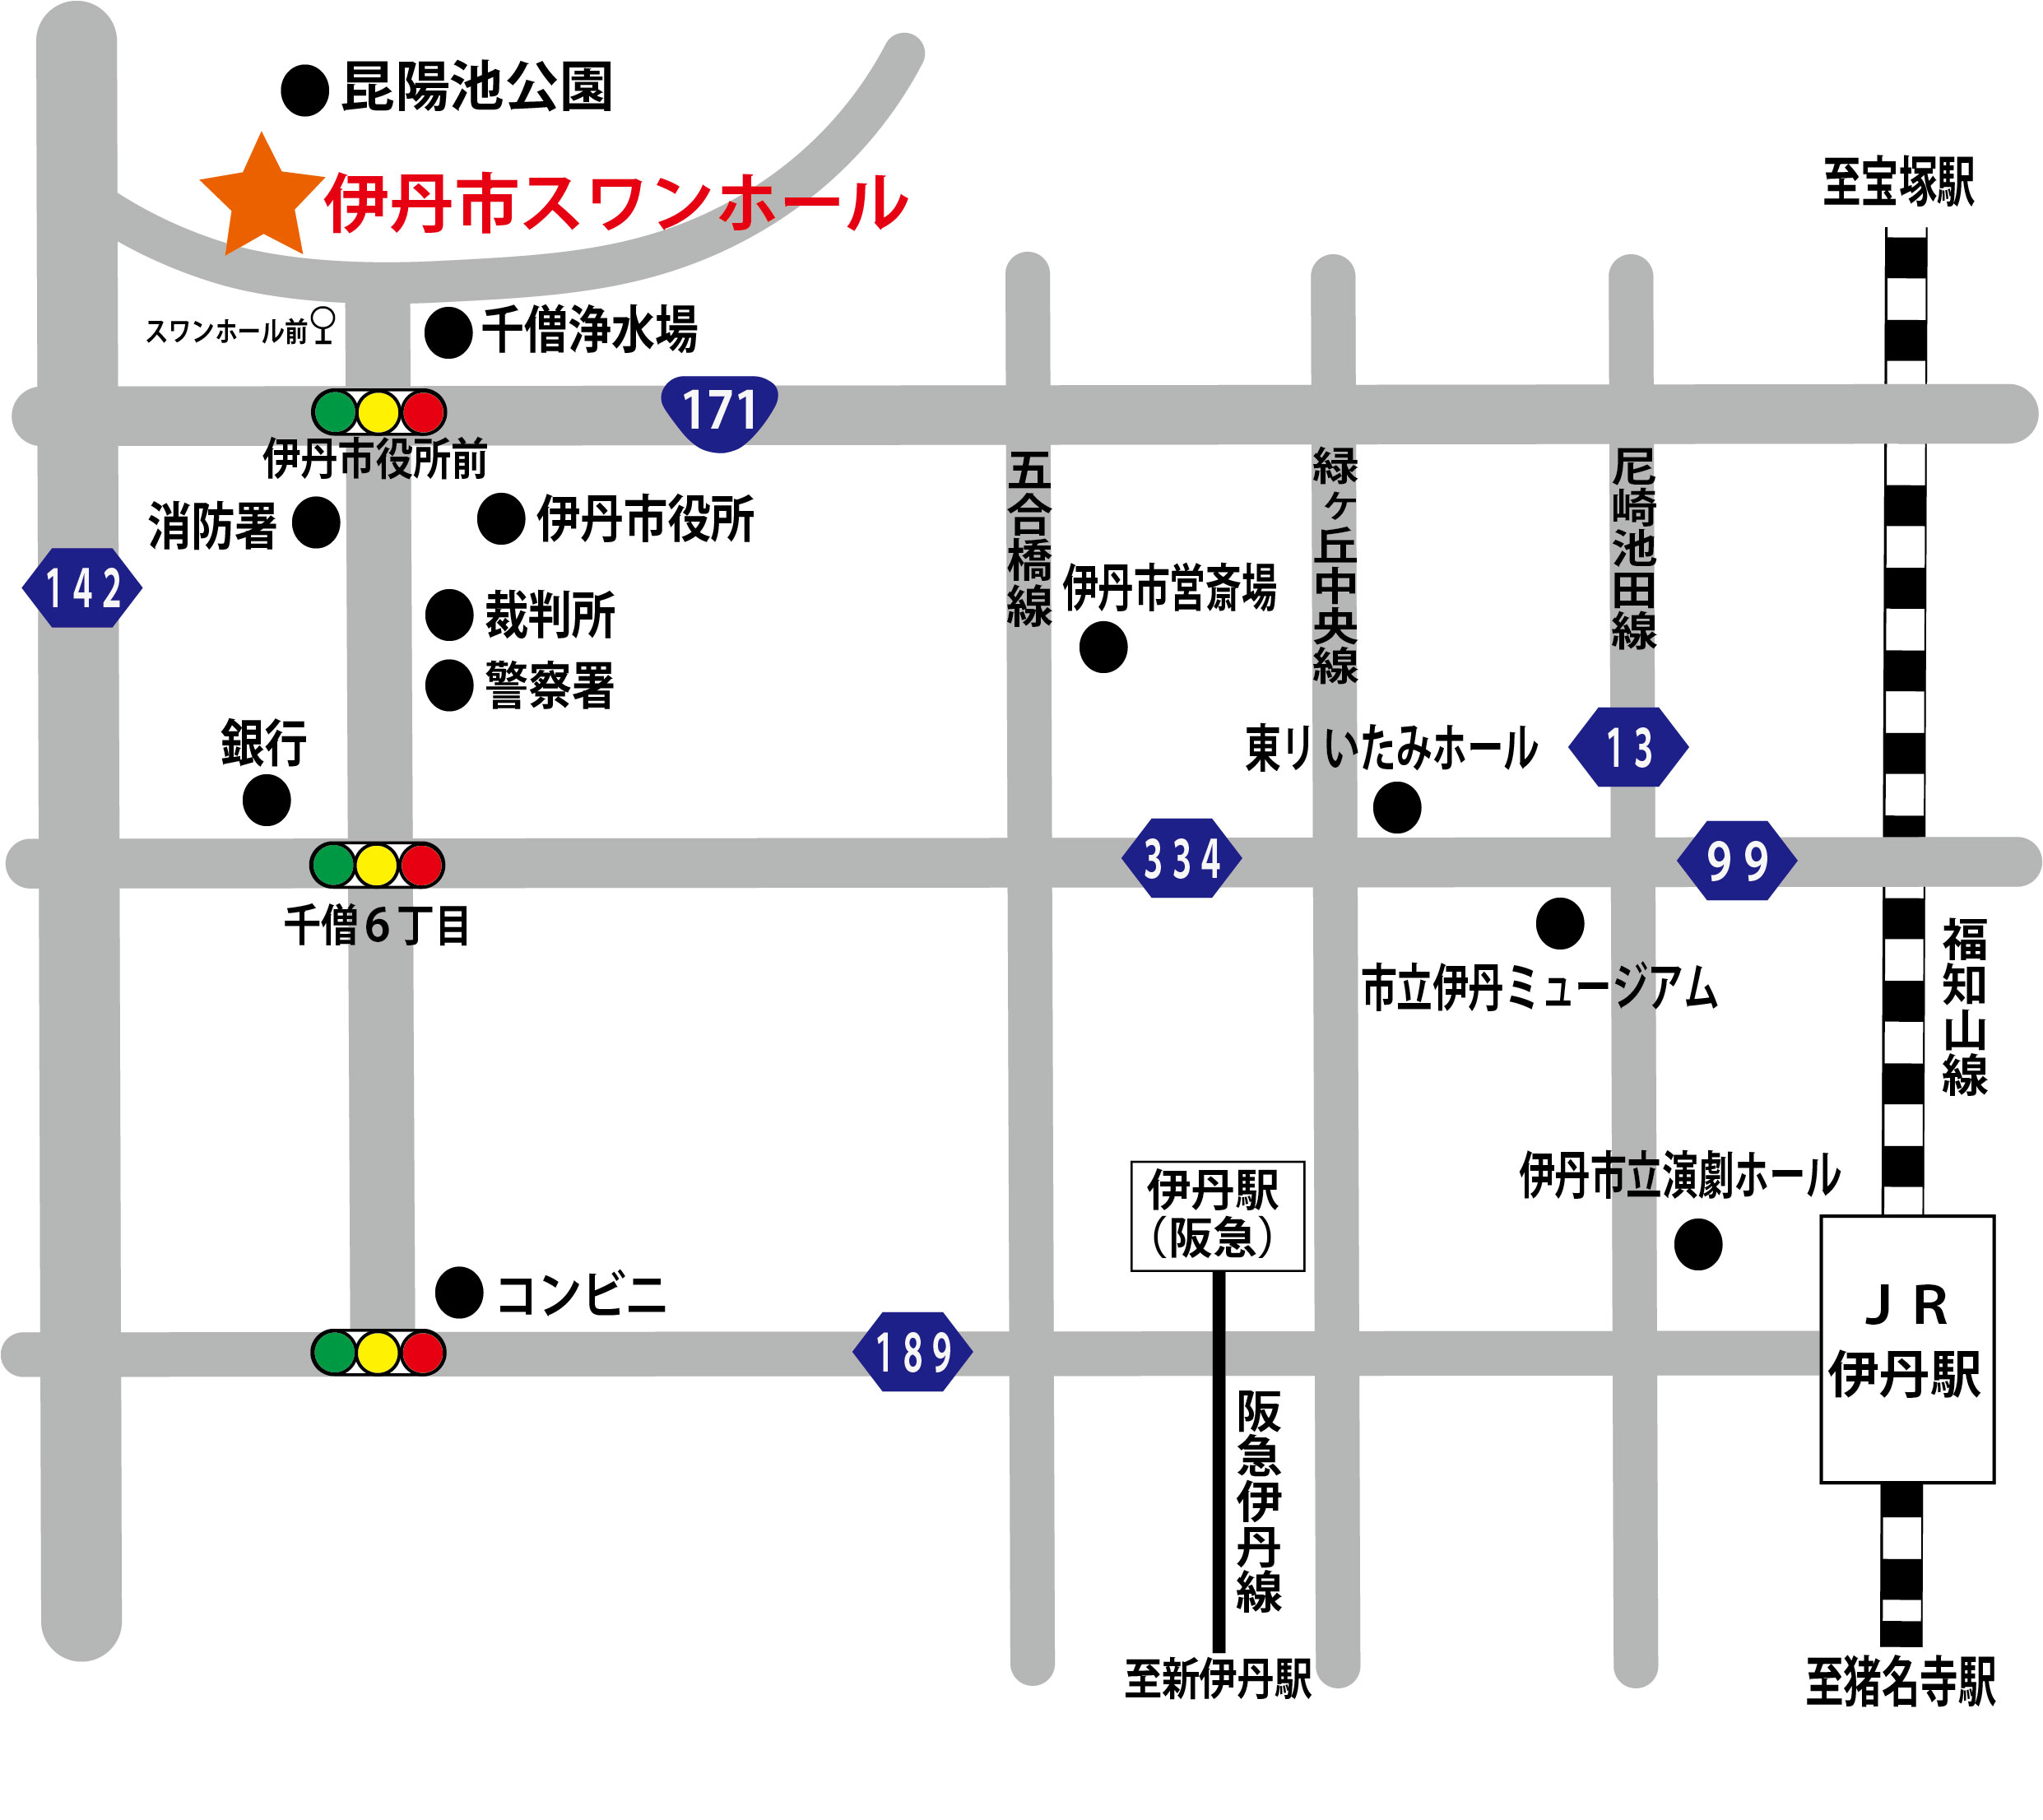 昆陽池公園
至宝塚駅
伊丹市スワンホール
スワンホール前
千僧浄水場
171
伊丹市役所前
消防署
伊丹市役所
五合橋線
緑ヶ丘中央線
尼崎池田線
142
伊丹市営斎場
裁判所
警察署
銀行
東リ いたみホール
13
334
99
千僧6丁目
市立伊丹ミュージアム
福知山線
伊丹駅
（阪急）
伊丹市立演劇ホール
コンビニ
JR
伊丹駅
189
阪急伊丹線
至新伊丹駅
至猪名寺駅